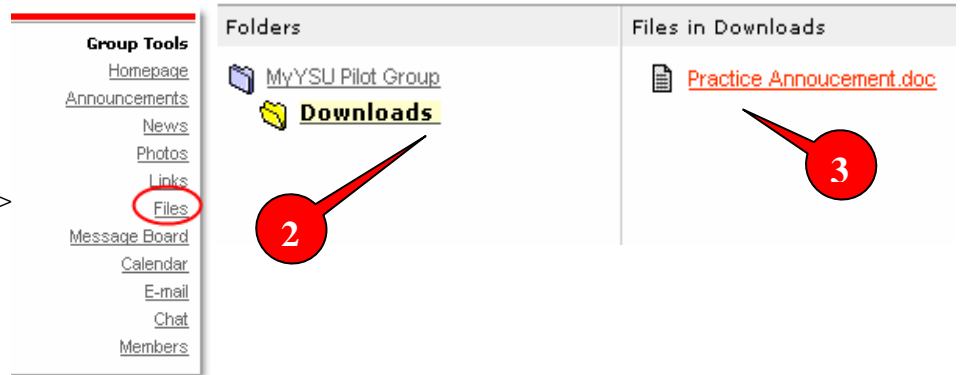 Group Tools
Homepage
Announcements
News
Photos
Links
>
Files
Message Board
Calendar
E-mail
Chat
Members
Folders
MyYSU Pilot Group
Downloads
2
Files in Downloads
Practice Annoucement.doc
3